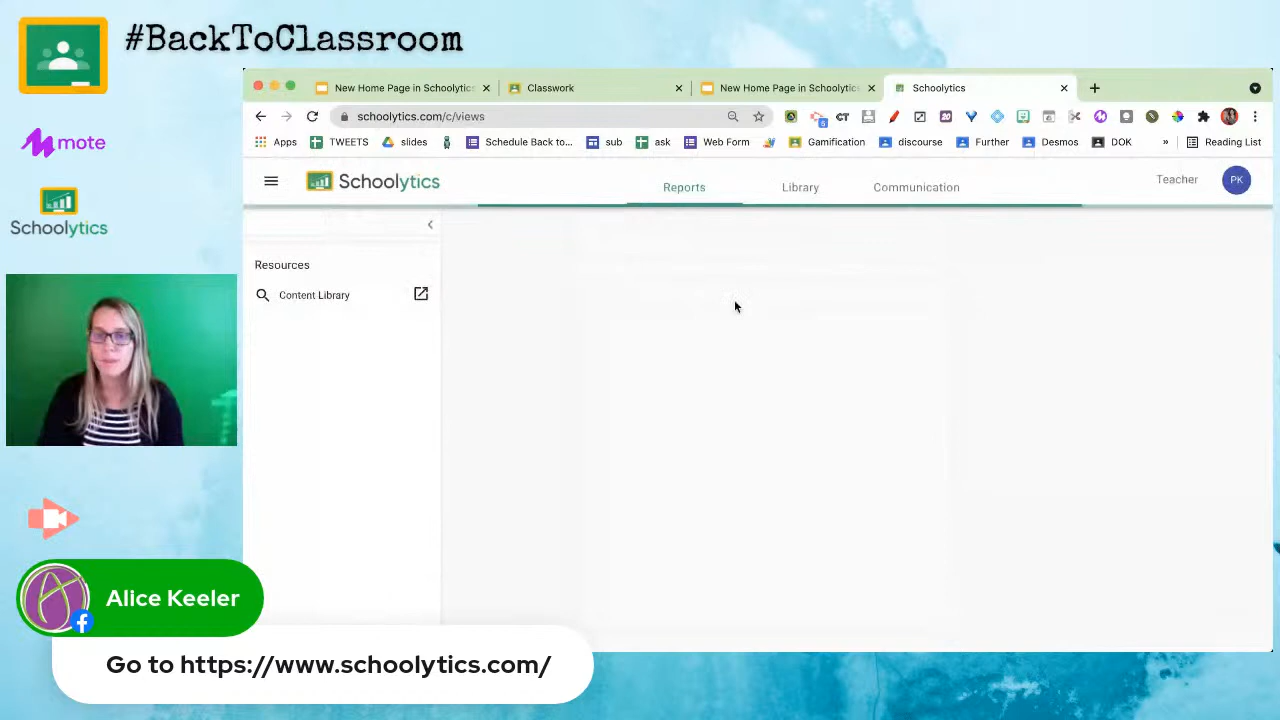 #BackToClassroom
mote
Schoolytics
New Home Page in Schoolytics
Classwork
New Home Page in Schoolytics
Schoolytics
schoolytics.com/c/views
Apps
TWEETS
slides
Schedule Back to...
sub
ask
Web Form
Gamification
discourse
Further
Desmos
DOK
»
Reading List
Schoolytics
Reports
Library
Communication
Teacher
PK
Resources
Content Library
Alice Keeler
Go to https://www.schoolytics.com/